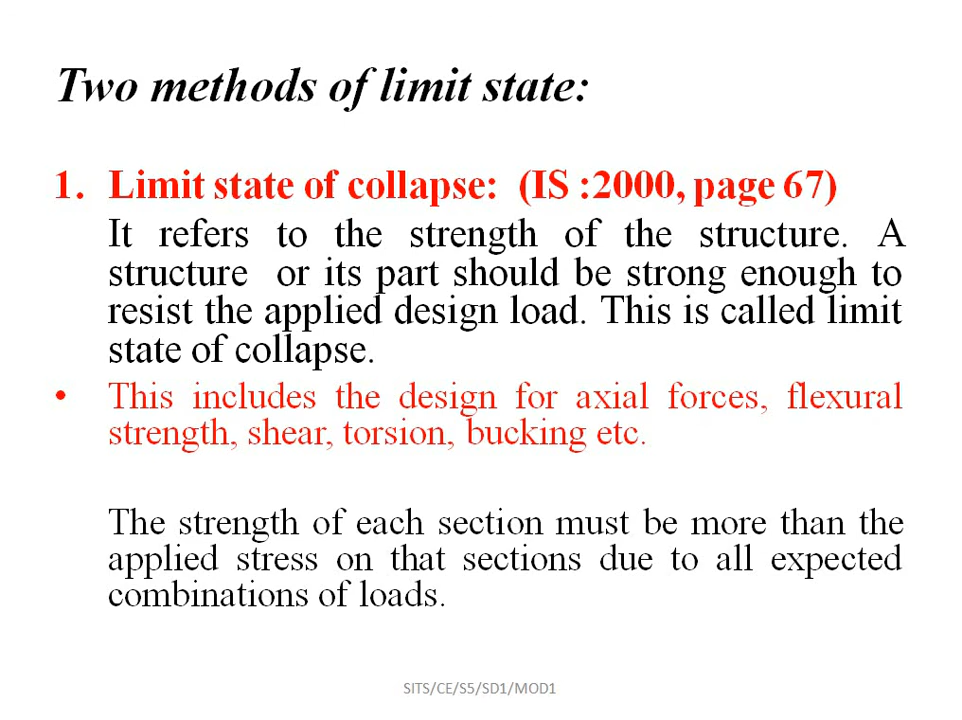 Two methods of limit state:
1. Limit state of collapse: (IS :2000, page 67)
It refers to the strength of the structure. A
structure or its part should be strong enough to
resist the applied design load. This is called limit
state of collapse.
• This includes the design for axial forces, flexural
strength, shear, torsion, bucking etc.
The strength of each section must be more than the
applied stress on that sections due to all expected
combinations of loads.
SITS/CE/S5/SD1/MOD1